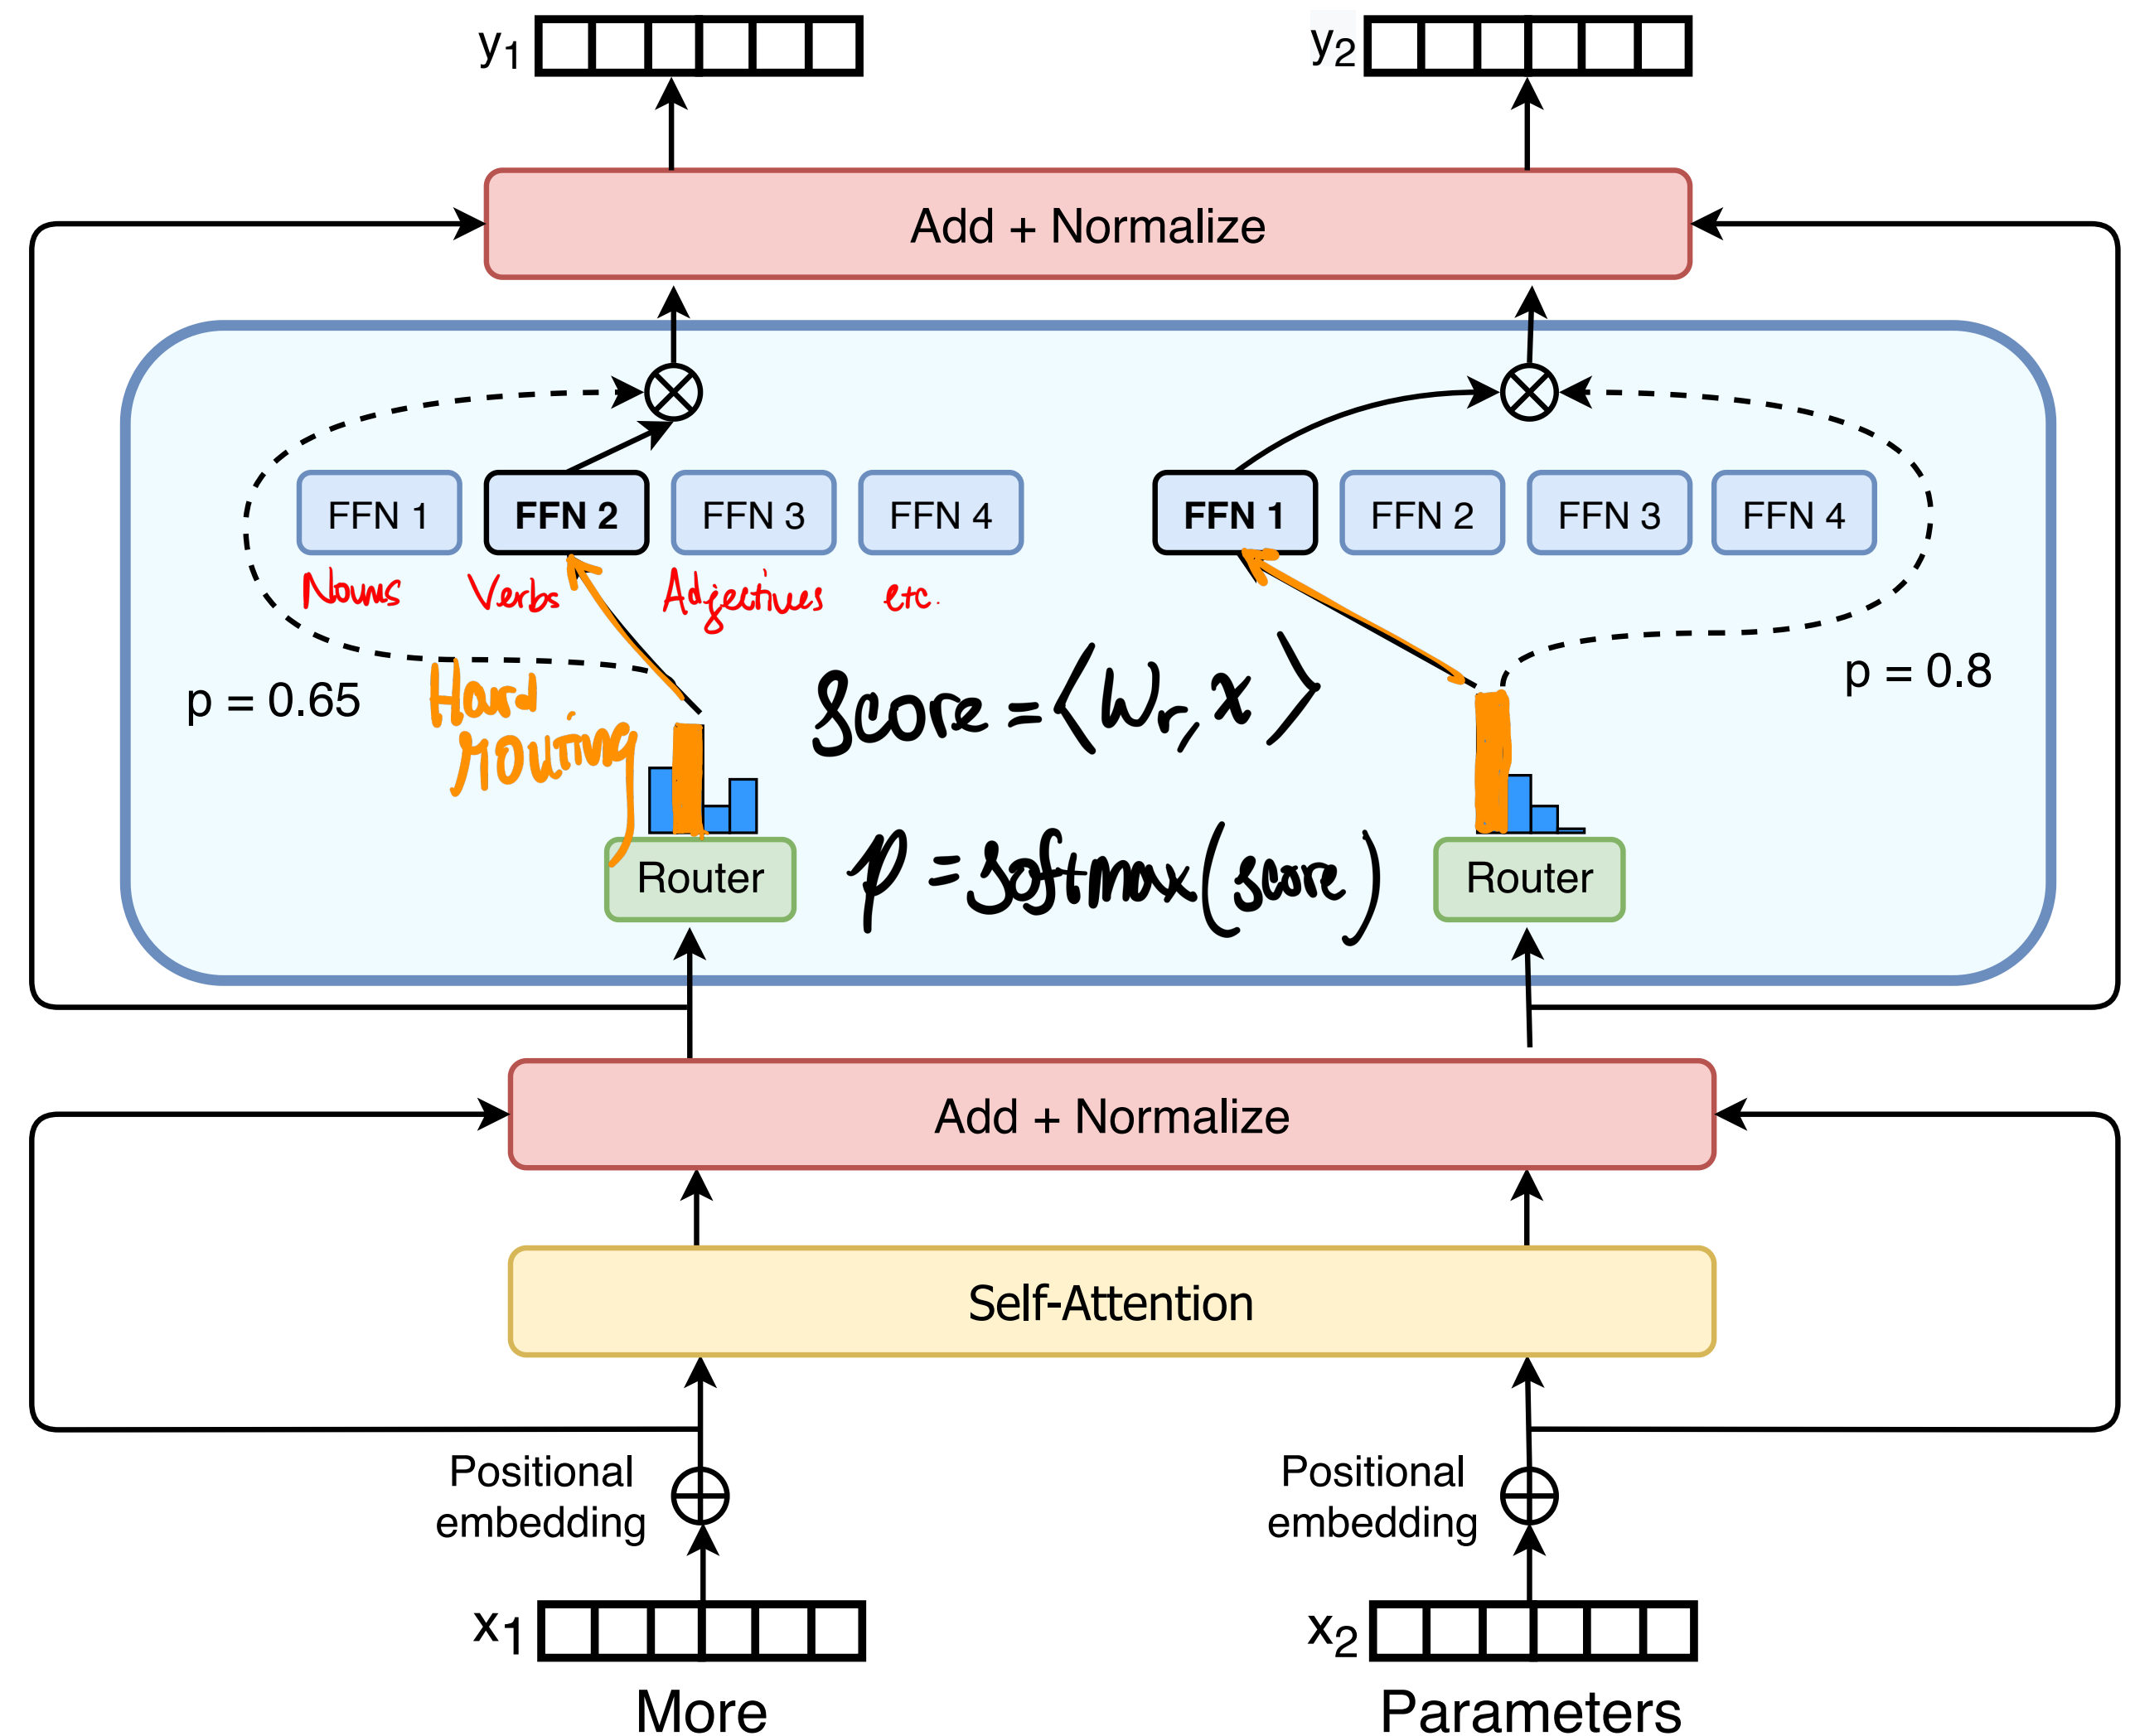 y1
y2
Add + Normalize
FFN 1 FFN 2 FFN 3 FFN 4
FFN 1 FFN 2 FFN 3 FFN 4
Nouns Verbs Adjectives etc.
p = 0.65
Hard
routing
score = ⟨Wr, x⟩
p = 0.8
Router
p = softmax(score)
Router
Add + Normalize
Self-Attention
Positional
embedding
Positional
embedding
x1
x2
More
Parameters